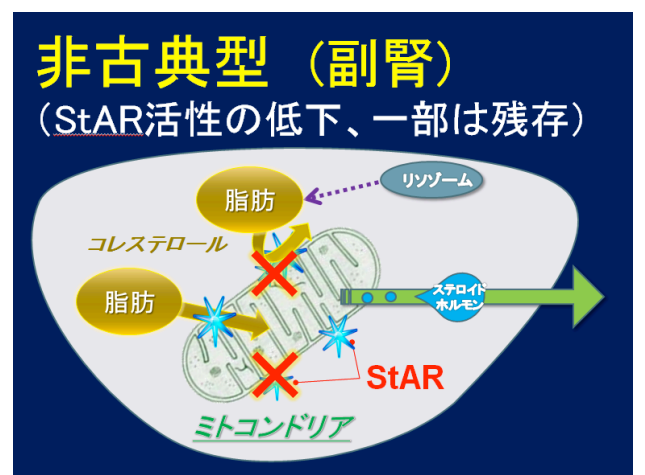 非古典型（副腎）
（StAR活性の低下、一部は残存）
リソゾーム
脂肪
コレステロール
脂肪
ステロイド
ホルモン
StAR
ミトコンドリア